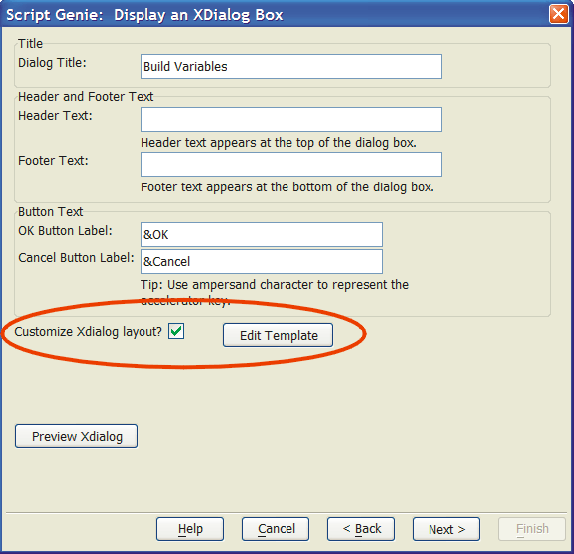 Script Genie:  Display an XDialog Box
Title
Dialog Title:
Build Variables
Header and Footer Text
Header Text:
Header text appears at the top of the dialog box.
Footer Text:
Footer text appears at the bottom of the dialog box.
Button Text
OK Button Label:
&OK
Cancel Button Label:
&Cancel
Tip: Use ampersand character to represent the
accelerator key.
Customize Xdialog layout?
Edit Template
Preview Xdialog
Help
Cancel
< Back
Next >
Finish